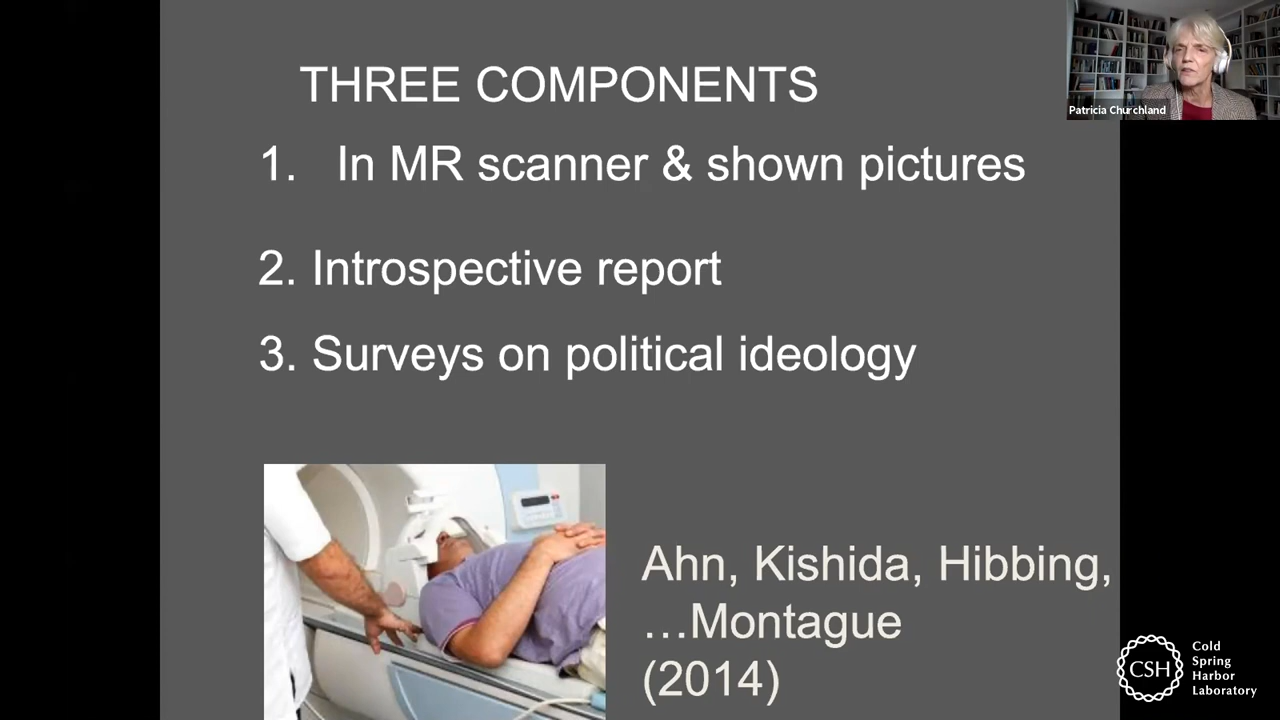 THREE COMPONENTS
1. In MR scanner & shown pictures
2. Introspective report
3. Surveys on political ideology
Ahn, Kishida, Hibbing,
…Montague
(2014)
Patricia Churchland
CSH
Cold
Spring
Harbor
Laboratory